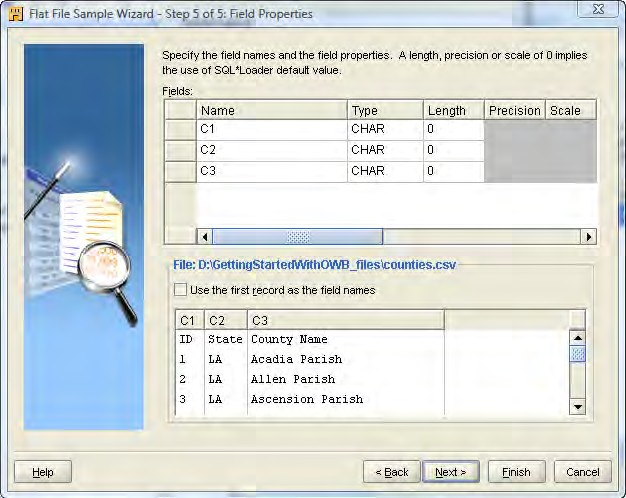 Flat File Sample Wizard - Step 5 of 5: Field Properties
Specify the field names and the field properties. A length, precision or scale of 0 implies
the use of SQL*Loader default value.
Fields:
Name Type Length Precision Scale
C1 CHAR 0
C2 CHAR 0
C3 CHAR 0
File: D:\GettingStartedWithOWB_files\counties.csv
Use the first record as the field names
C1 C2 C3
ID State County Name
1 LA Acadia Parish
2 LA Allen Parish
3 LA Ascension Parish
Help < Back Next > Finish Cancel